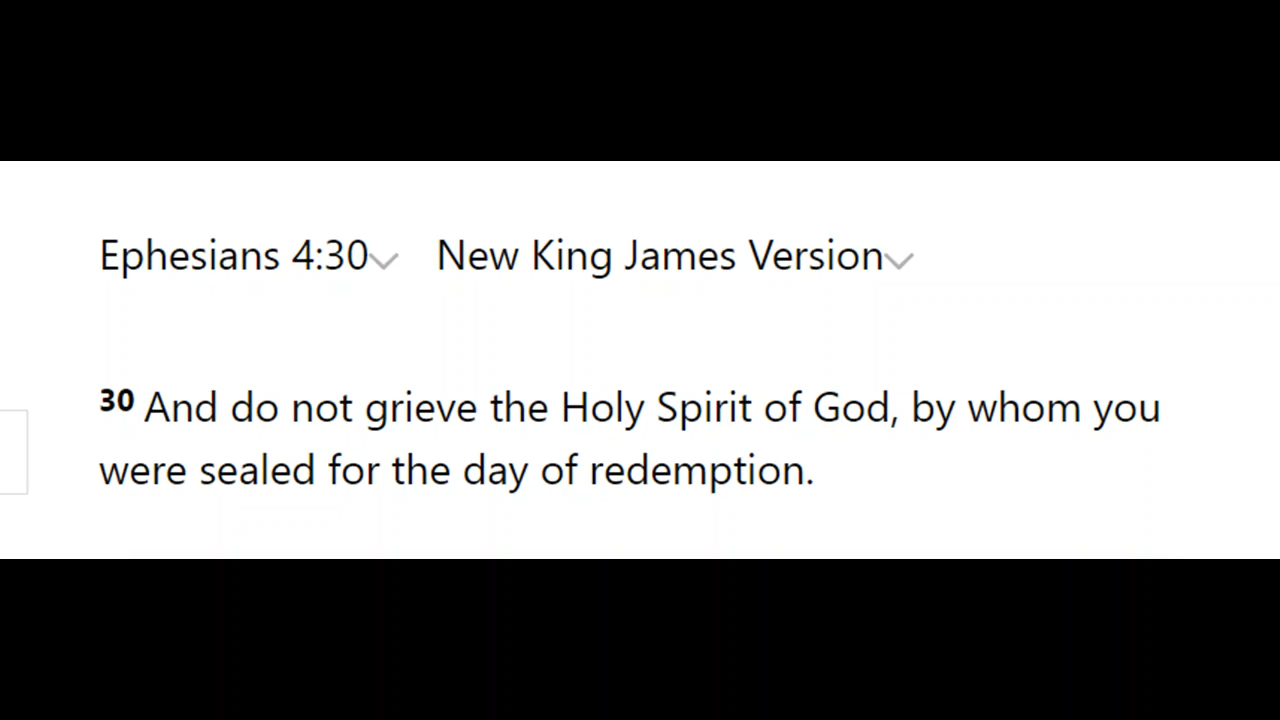 Ephesians 4:30 New King James Version
30 And do not grieve the Holy Spirit of God, by whom you
were sealed for the day of redemption.